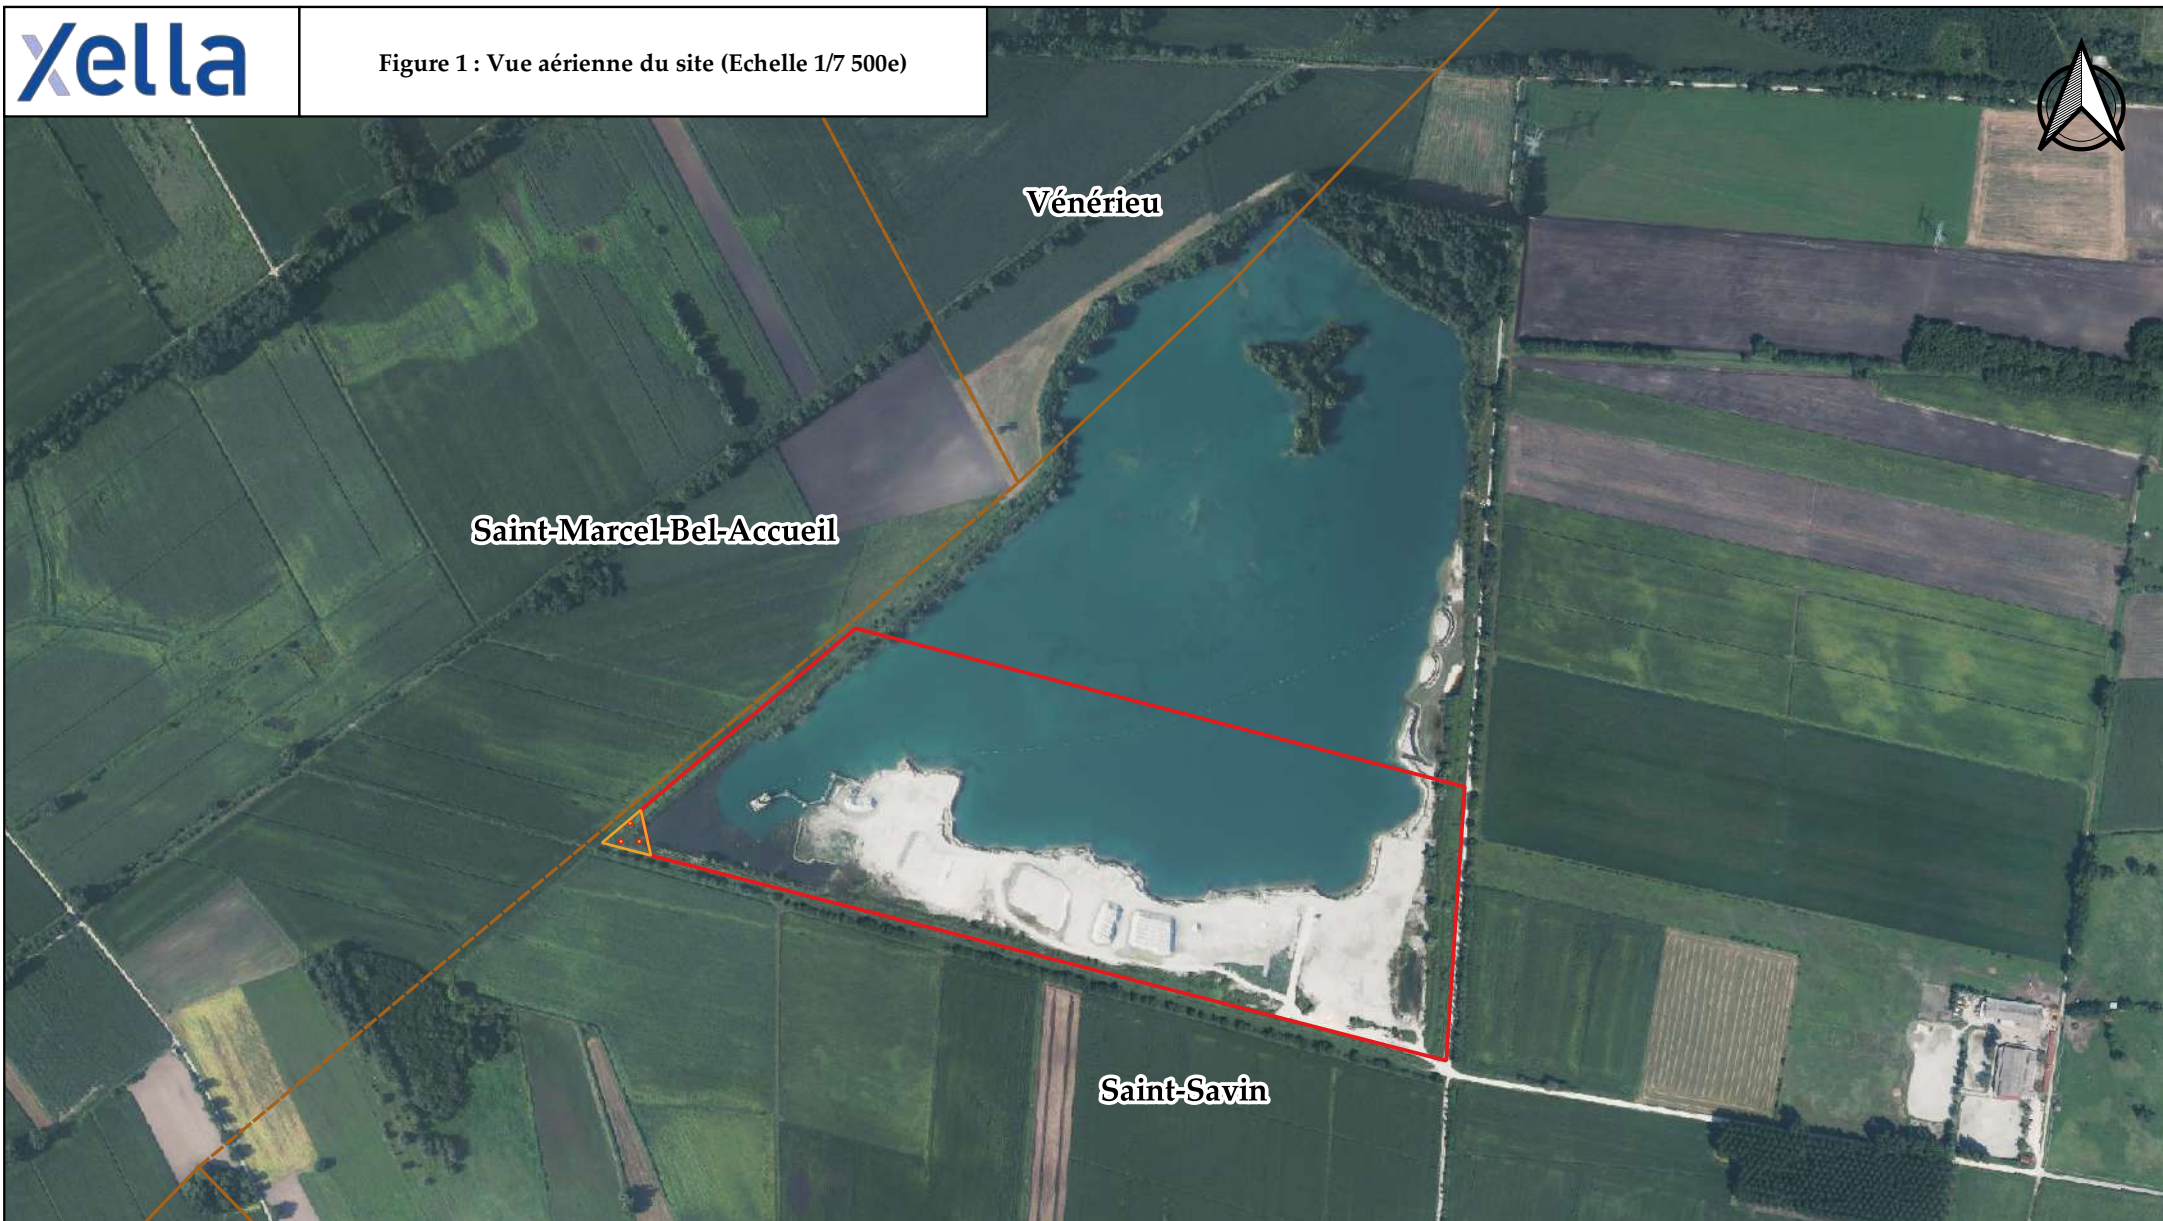 Xella
Figure 1 : Vue aérienne du site (Echelle 1/7 500e)
Vénérieu
Saint-Marcel-Bel-Accueil
Saint-Savin